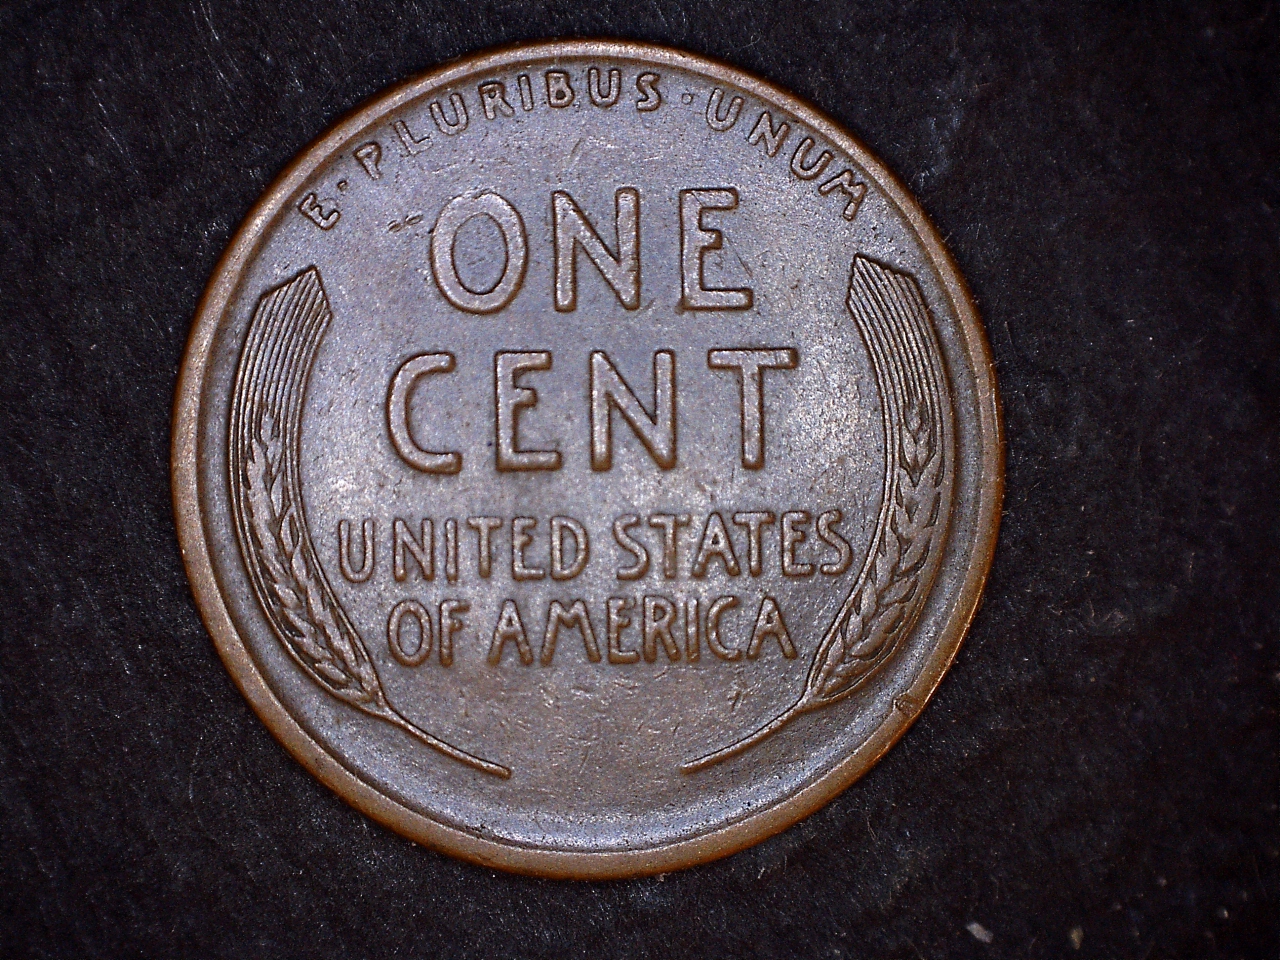 E·PLURIBUS·UNUM
ONE
CENT
UNITED STATES
OF AMERICA